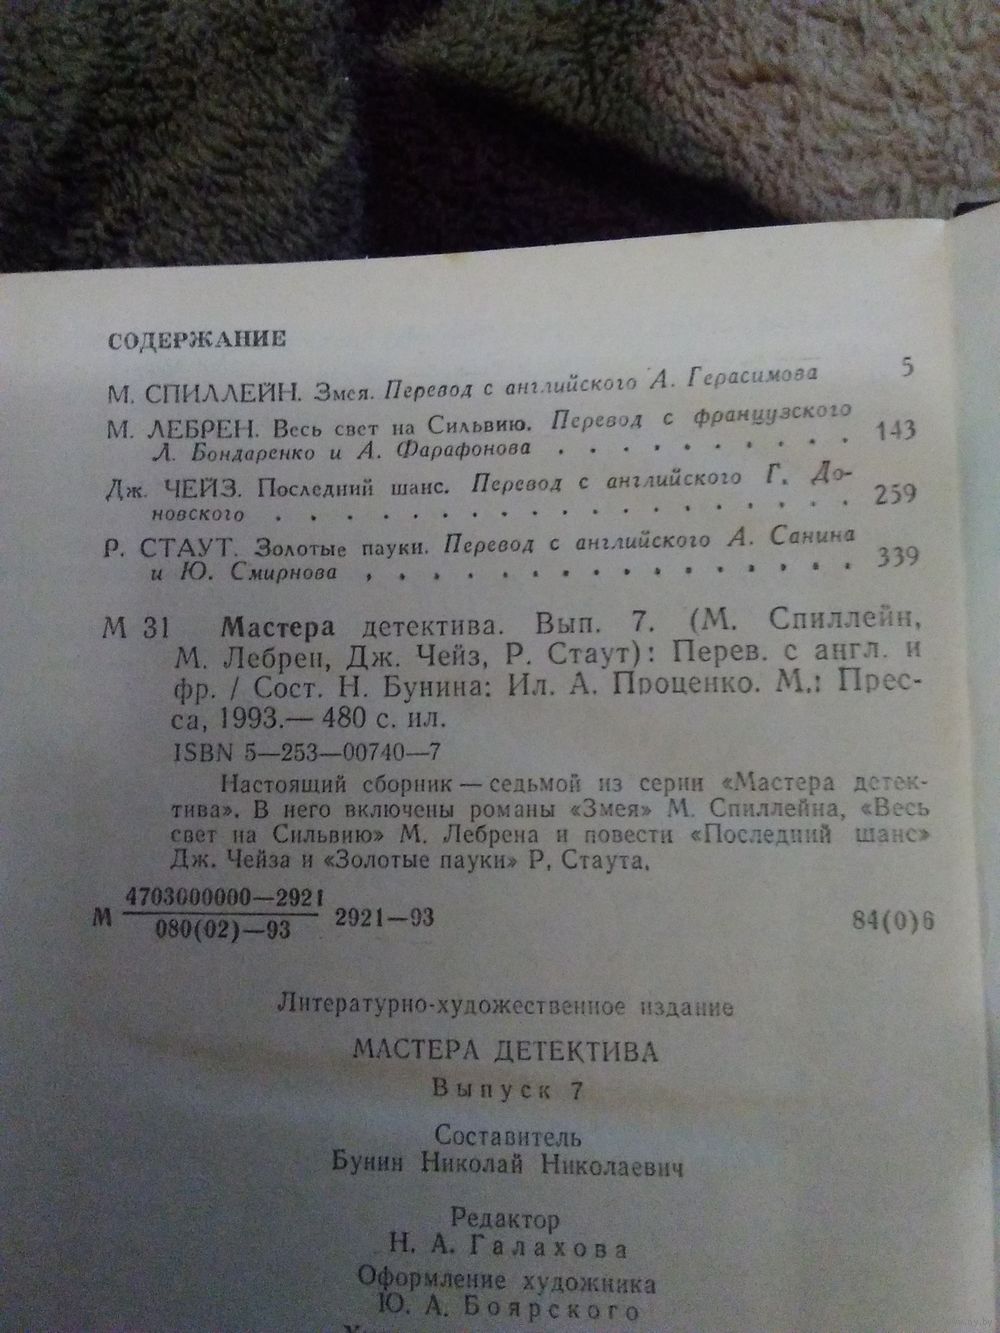 СОДЕРЖАНИЕ
М. СПИЛЛЕЙН. Змея. Перевод с английского А. Герасимова 5
М. ЛЕБРЕН. Весь свет на Сильвию. Перевод с французского
Л. Бондаренко и А. Фарафонова . . . . . . . . . 143
Дж. ЧЕЙЗ. Последний шанс. Перевод с английского Г. До-
новского . . . . . . . . . . . . . . . . . . 259
Р. СТАУТ. Золотые пауки. Перевод с английского А. Санина
и Ю. Смирнова . . . . . . . . . . . . . . . 339
М 31 Мастера детектива. Вып. 7. (М. Спиллейн,
М. Лебрен, Дж. Чейз, Р. Стаут): Перев. с англ. и
фр. / Сост. Н. Бунина: Ил. А. Проценко. М.: Прес-
са, 1993.— 480 с. ил.
ISBN 5—253—00740—7
Настоящий сборник — седьмой из серии «Мастера детек-
тива». В него включены романы «Змея» М. Спиллейна, «Весь
свет на Сильвию» М. Лебрена и повести «Последний шанс»
Дж. Чейза и «Золотые пауки» Р. Стаута.
4703000000—2921
М 2921—93 84(0)6
080(02)—93
Литературно-художественное издание
МАСТЕРА ДЕТЕКТИВА
Выпуск 7
Составитель
Бунин Николай Николаевич
Редактор
Н. А. Галахова
Оформление художника
Ю. А. Боярского